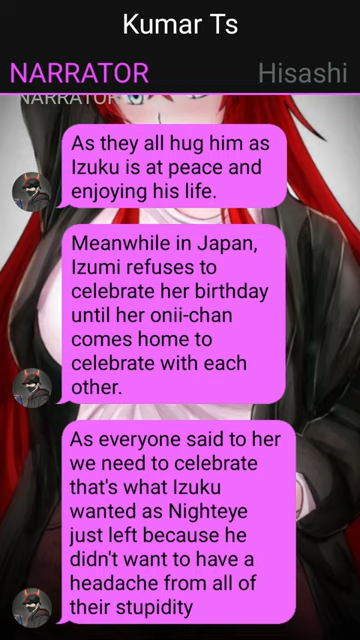 Kumar Ts
NARRATOR
Hisashi
NARRATOR
As they all hug him as
Izuku is at peace and
enjoying his life.
Meanwhile in Japan,
Izumi refuses to
celebrate her birthday
until her onii-chan
comes home to
celebrate with each
other.
As everyone said to her
we need to celebrate
that's what Izuku
wanted as Nighteye
just left because he
didn't want to have a
headache from all of
their stupidity